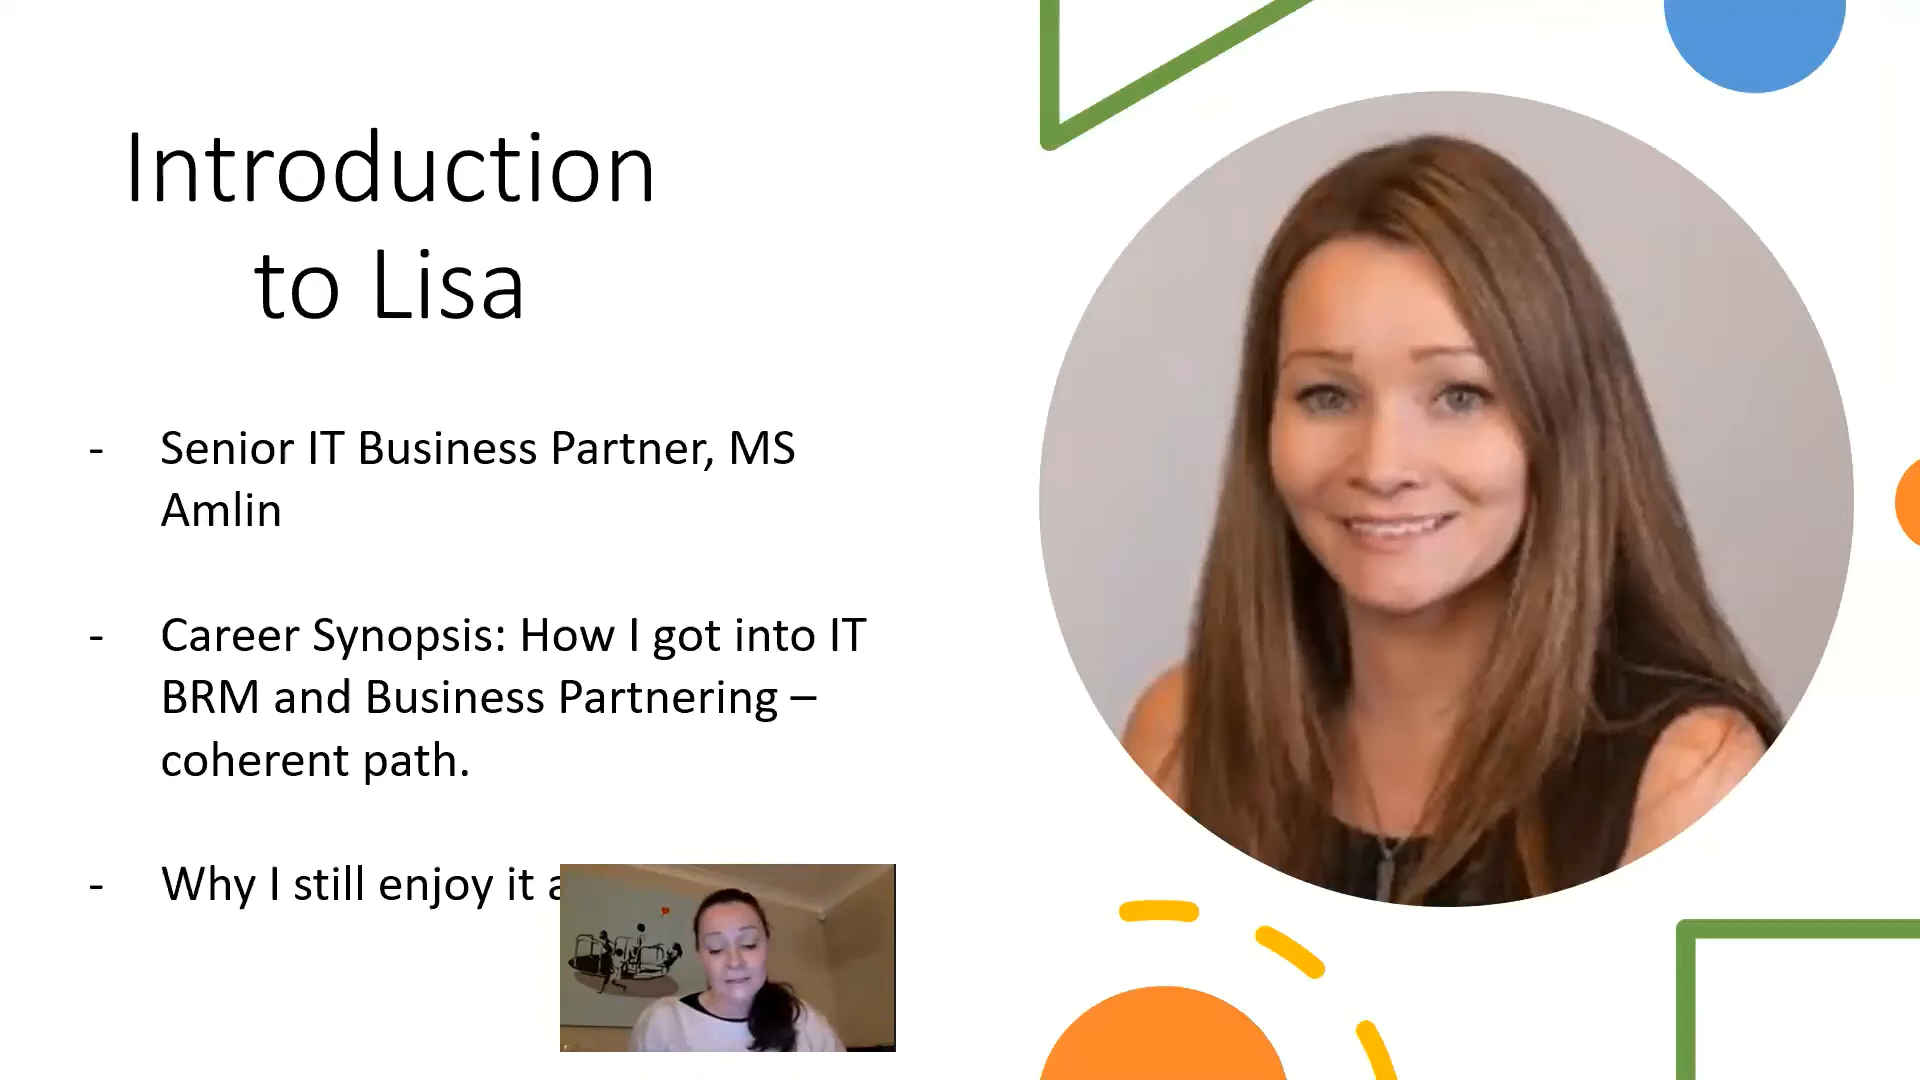 Introduction
to Lisa
- Senior IT Business Partner, MS
Amlin
- Career Synopsis: How I got into IT
BRM and Business Partnering –
coherent path.
- Why I still enjoy it